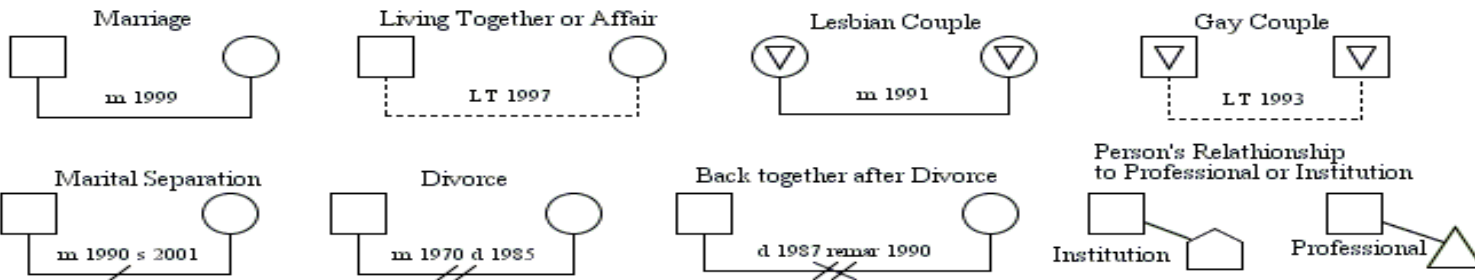 Marriage
Living Together or Affair
Lesbian Couple
Gay Couple
m 1999
LT 1997
m 1991
LT 1993
Marital Separation
Divorce
Back together after Divorce
Person's Relathionship
to Professional or Institution
m 1990 s 2001
m 1970 d 1985
d 1987 remar 1990
Institution
Professional